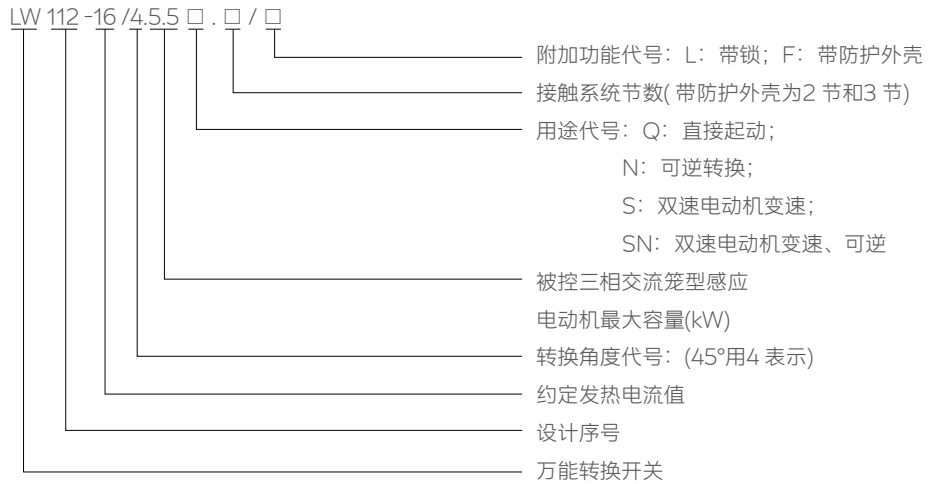 LW 112 -16 /4.5.5 □ . □ / □
附加功能代号：L：带锁；F：带防护外壳
接触系统节数( 带防护外壳为2 节和3 节)
用途代号：Q：直接起动；
N：可逆转换；
S：双速电动机变速；
SN：双速电动机变速、可逆
被控三相交流笼型感应
电动机最大容量(kW)
转换角度代号：(45°用4 表示)
约定发热电流值
设计序号
万能转换开关